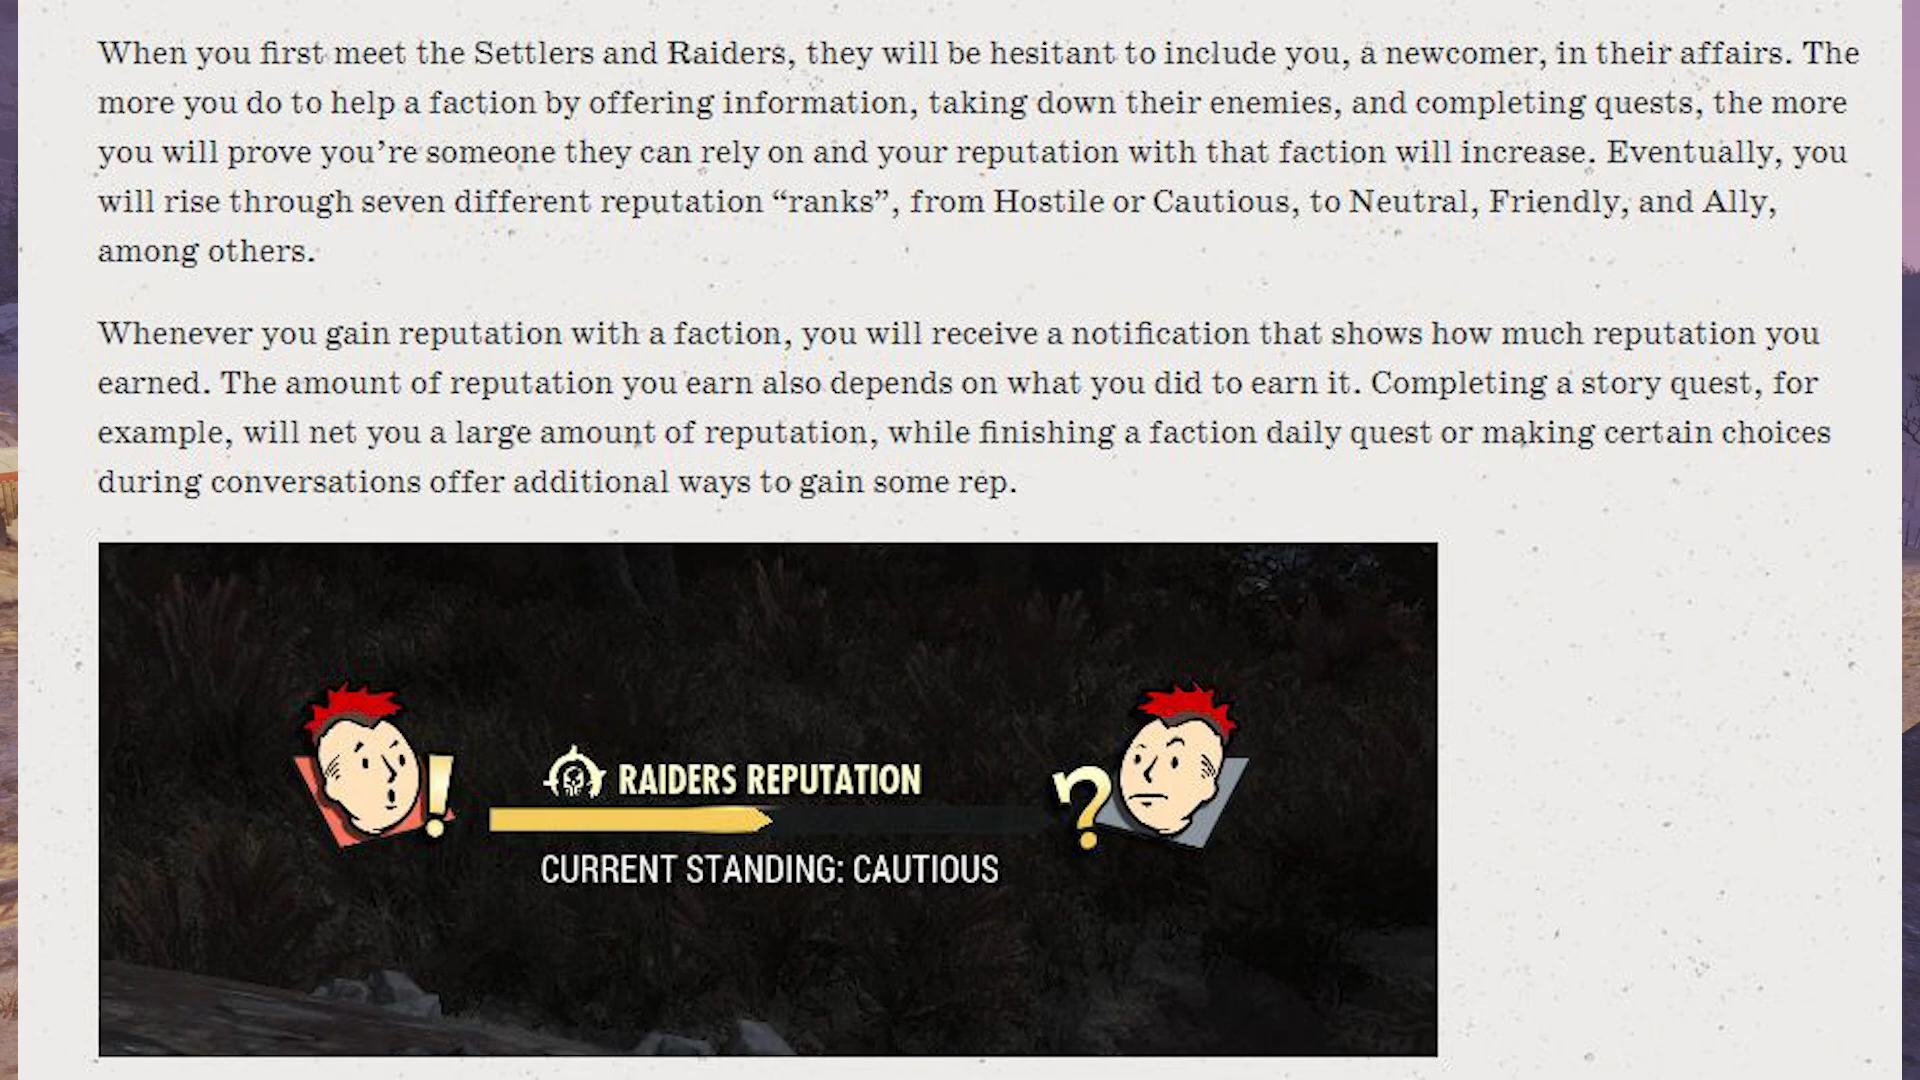 When you first meet the Settlers and Raiders, they will be hesitant to include you, a newcomer, in their affairs. The
more you do to help a faction by offering information, taking down their enemies, and completing quests, the more
you will prove you’re someone they can rely on and your reputation with that faction will increase. Eventually, you
will rise through seven different reputation “ranks”, from Hostile or Cautious, to Neutral, Friendly, and Ally,
among others.
Whenever you gain reputation with a faction, you will receive a notification that shows how much reputation you
earned. The amount of reputation you earn also depends on what you did to earn it. Completing a story quest, for
example, will net you a large amount of reputation, while finishing a faction daily quest or making certain choices
during conversations offer additional ways to gain some rep.
!
RAIDERS REPUTATION
?
CURRENT STANDING: CAUTIOUS